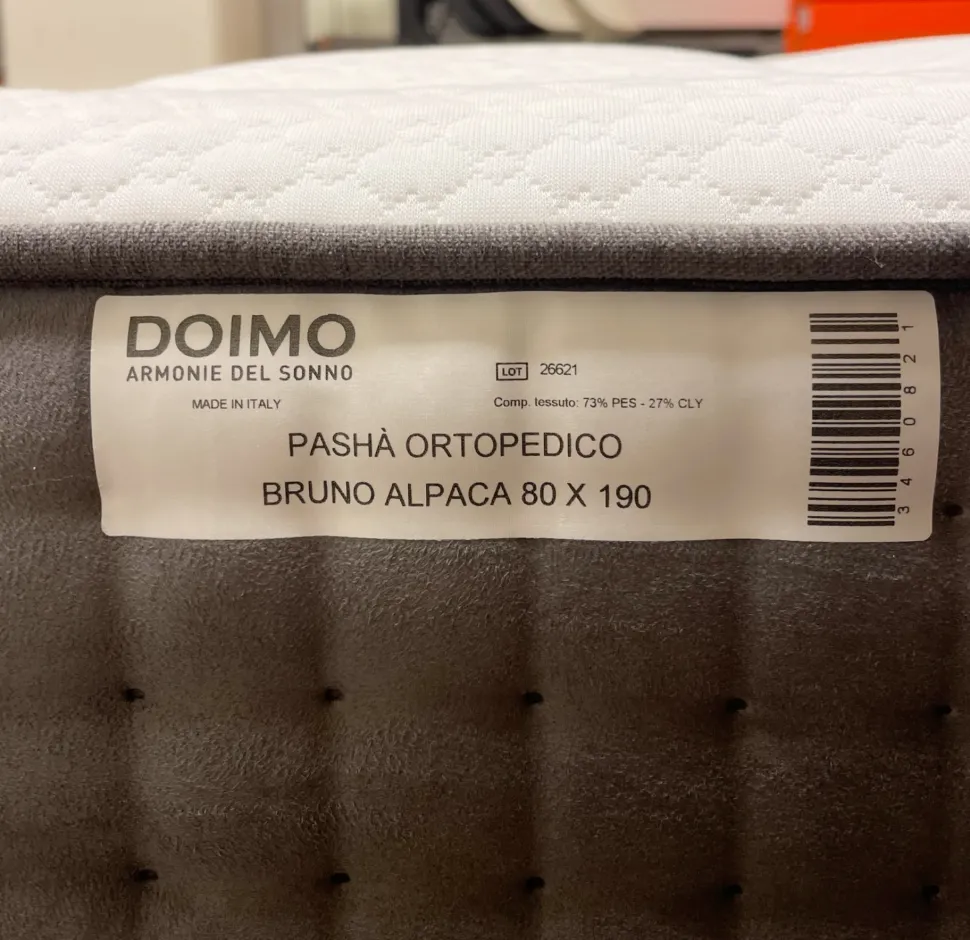 DOIMO
ARMONIE DEL SONNO
MADE IN ITALY
LOT 26621
Comp. tessuto: 73% PES - 27% CLY
PASHÀ ORTOPEDICO
BRUNO ALPACA 80 X 190
3460821